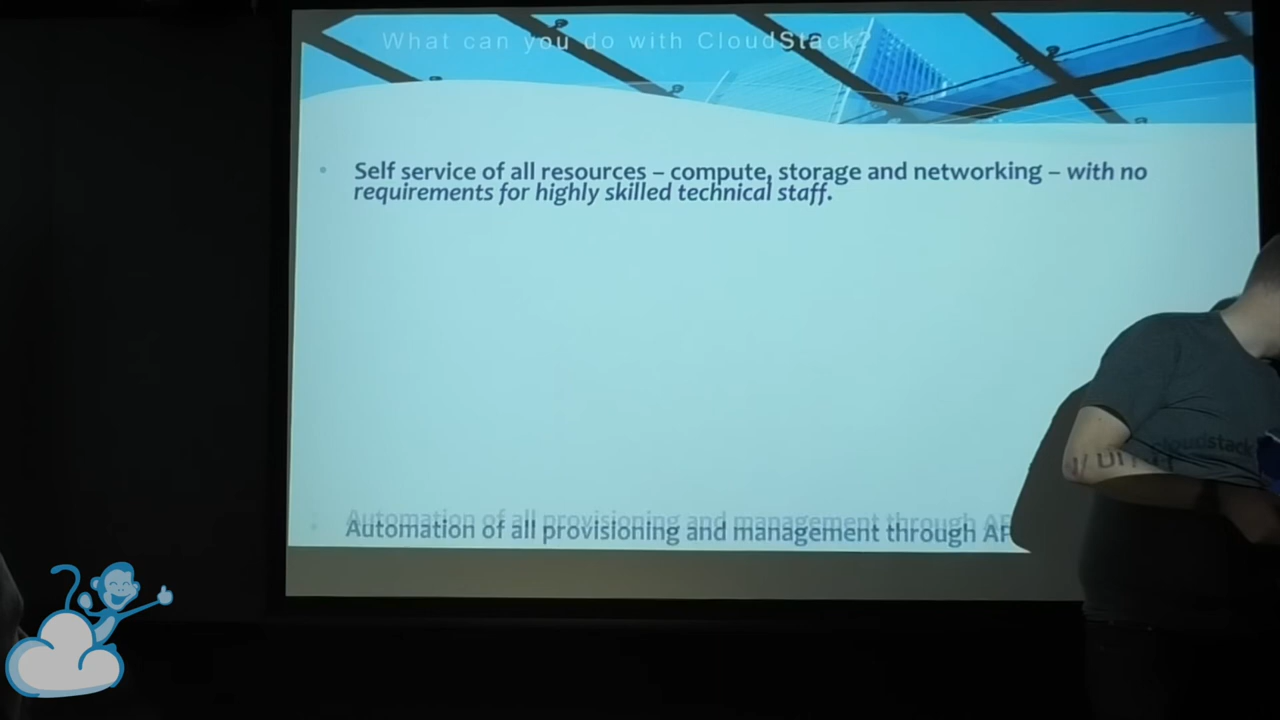 What can you do with CloudStack?
Self service of all resources – compute, storage and networking – with no
requirements for highly skilled technical staff.
Automation of all provisioning and management through
cloudstack